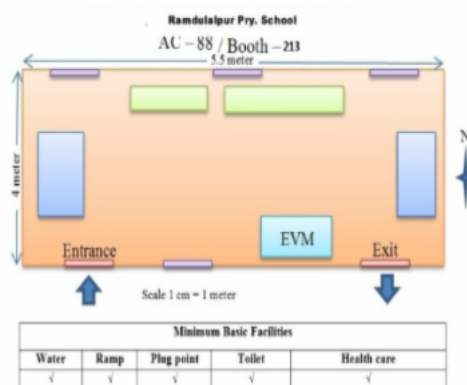 Ramdulalpur Pry. School
AC – 88 / Booth – 213
5.5 meter
4 meter
N
EVM
Entrance
Exit
Scale 1 cm = 1 meter
Minimum Basic Facilities
Water Ramp Plug point Toilet Health care
√ √ √ √ √